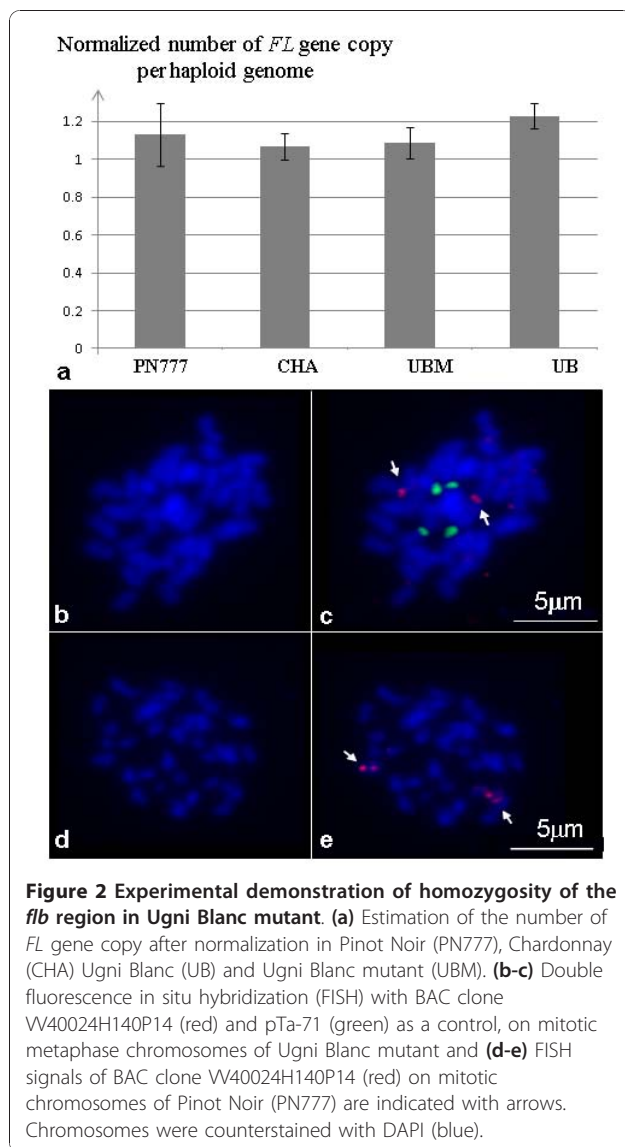 Normalized number of FL gene copy
per haploid genome
1.2
1
0.8
0.6
0.4
0.2
0
a PN777 CHA UBM UB
b c 5µm
d e 5µm
Figure 2 Experimental demonstration of homozygosity of the
flb region in Ugni Blanc mutant. (a) Estimation of the number of
FL gene copy after normalization in Pinot Noir (PN777), Chardonnay
(CHA) Ugni Blanc (UB) and Ugni Blanc mutant (UBM). (b-c) Double
fluorescence in situ hybridization (FISH) with BAC clone
VV40024H140P14 (red) and pTa-71 (green) as a control, on mitotic
metaphase chromosomes of Ugni Blanc mutant and (d-e) FISH
signals of BAC clone VV40024H140P14 (red) on mitotic
chromosomes of Pinot Noir (PN777) are indicated with arrows.
Chromosomes were counterstained with DAPI (blue).